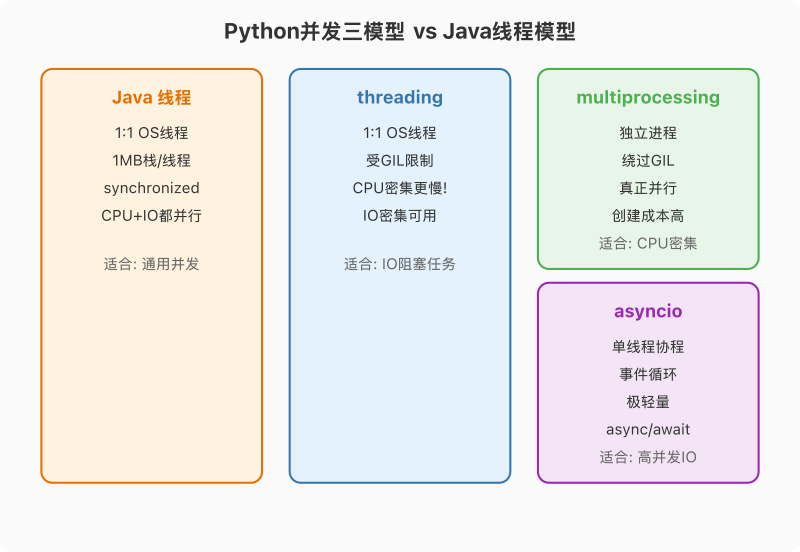 Python并发三模型 vs Java线程模型
Java 线程
1:1 OS线程
1MB栈/线程
synchronized
CPU+IO都并行
适合: 通用并发
threading
1:1 OS线程
受GIL限制
CPU密集更慢!
IO密集可用
适合: IO阻塞任务
multiprocessing
独立进程
绕过GIL
真正并行
创建成本高
适合: CPU密集
asyncio
单线程协程
事件循环
极轻量
async/await
适合: 高并发IO